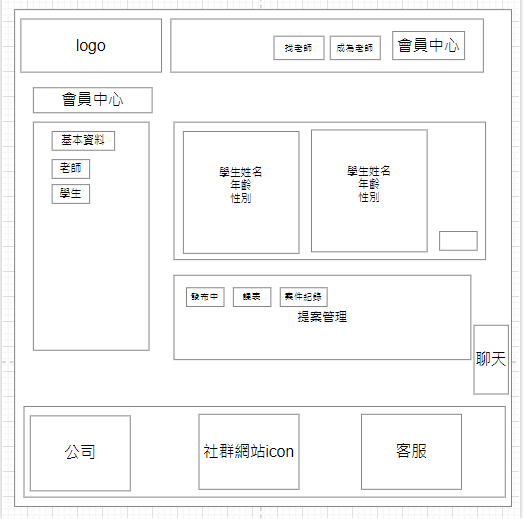 logo
找老師
成為老師
會員中心
會員中心
基本資料
老師
學生
學生姓名
年齡
性別
學生姓名
年齡
性別
發布中
課表
案件紀錄
提案管理
聊天
公司
社群網站icon
客服